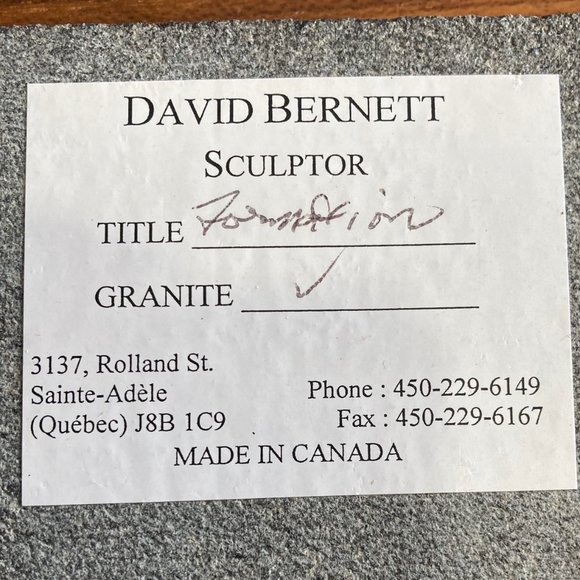 DAVID BERNETT
SCULPTOR
TITLE Formation
GRANITE ✓
3137, Rolland St.
Sainte-Adèle
(Québec) J8B 1C9
Phone : 450-229-6149
Fax : 450-229-6167
MADE IN CANADA